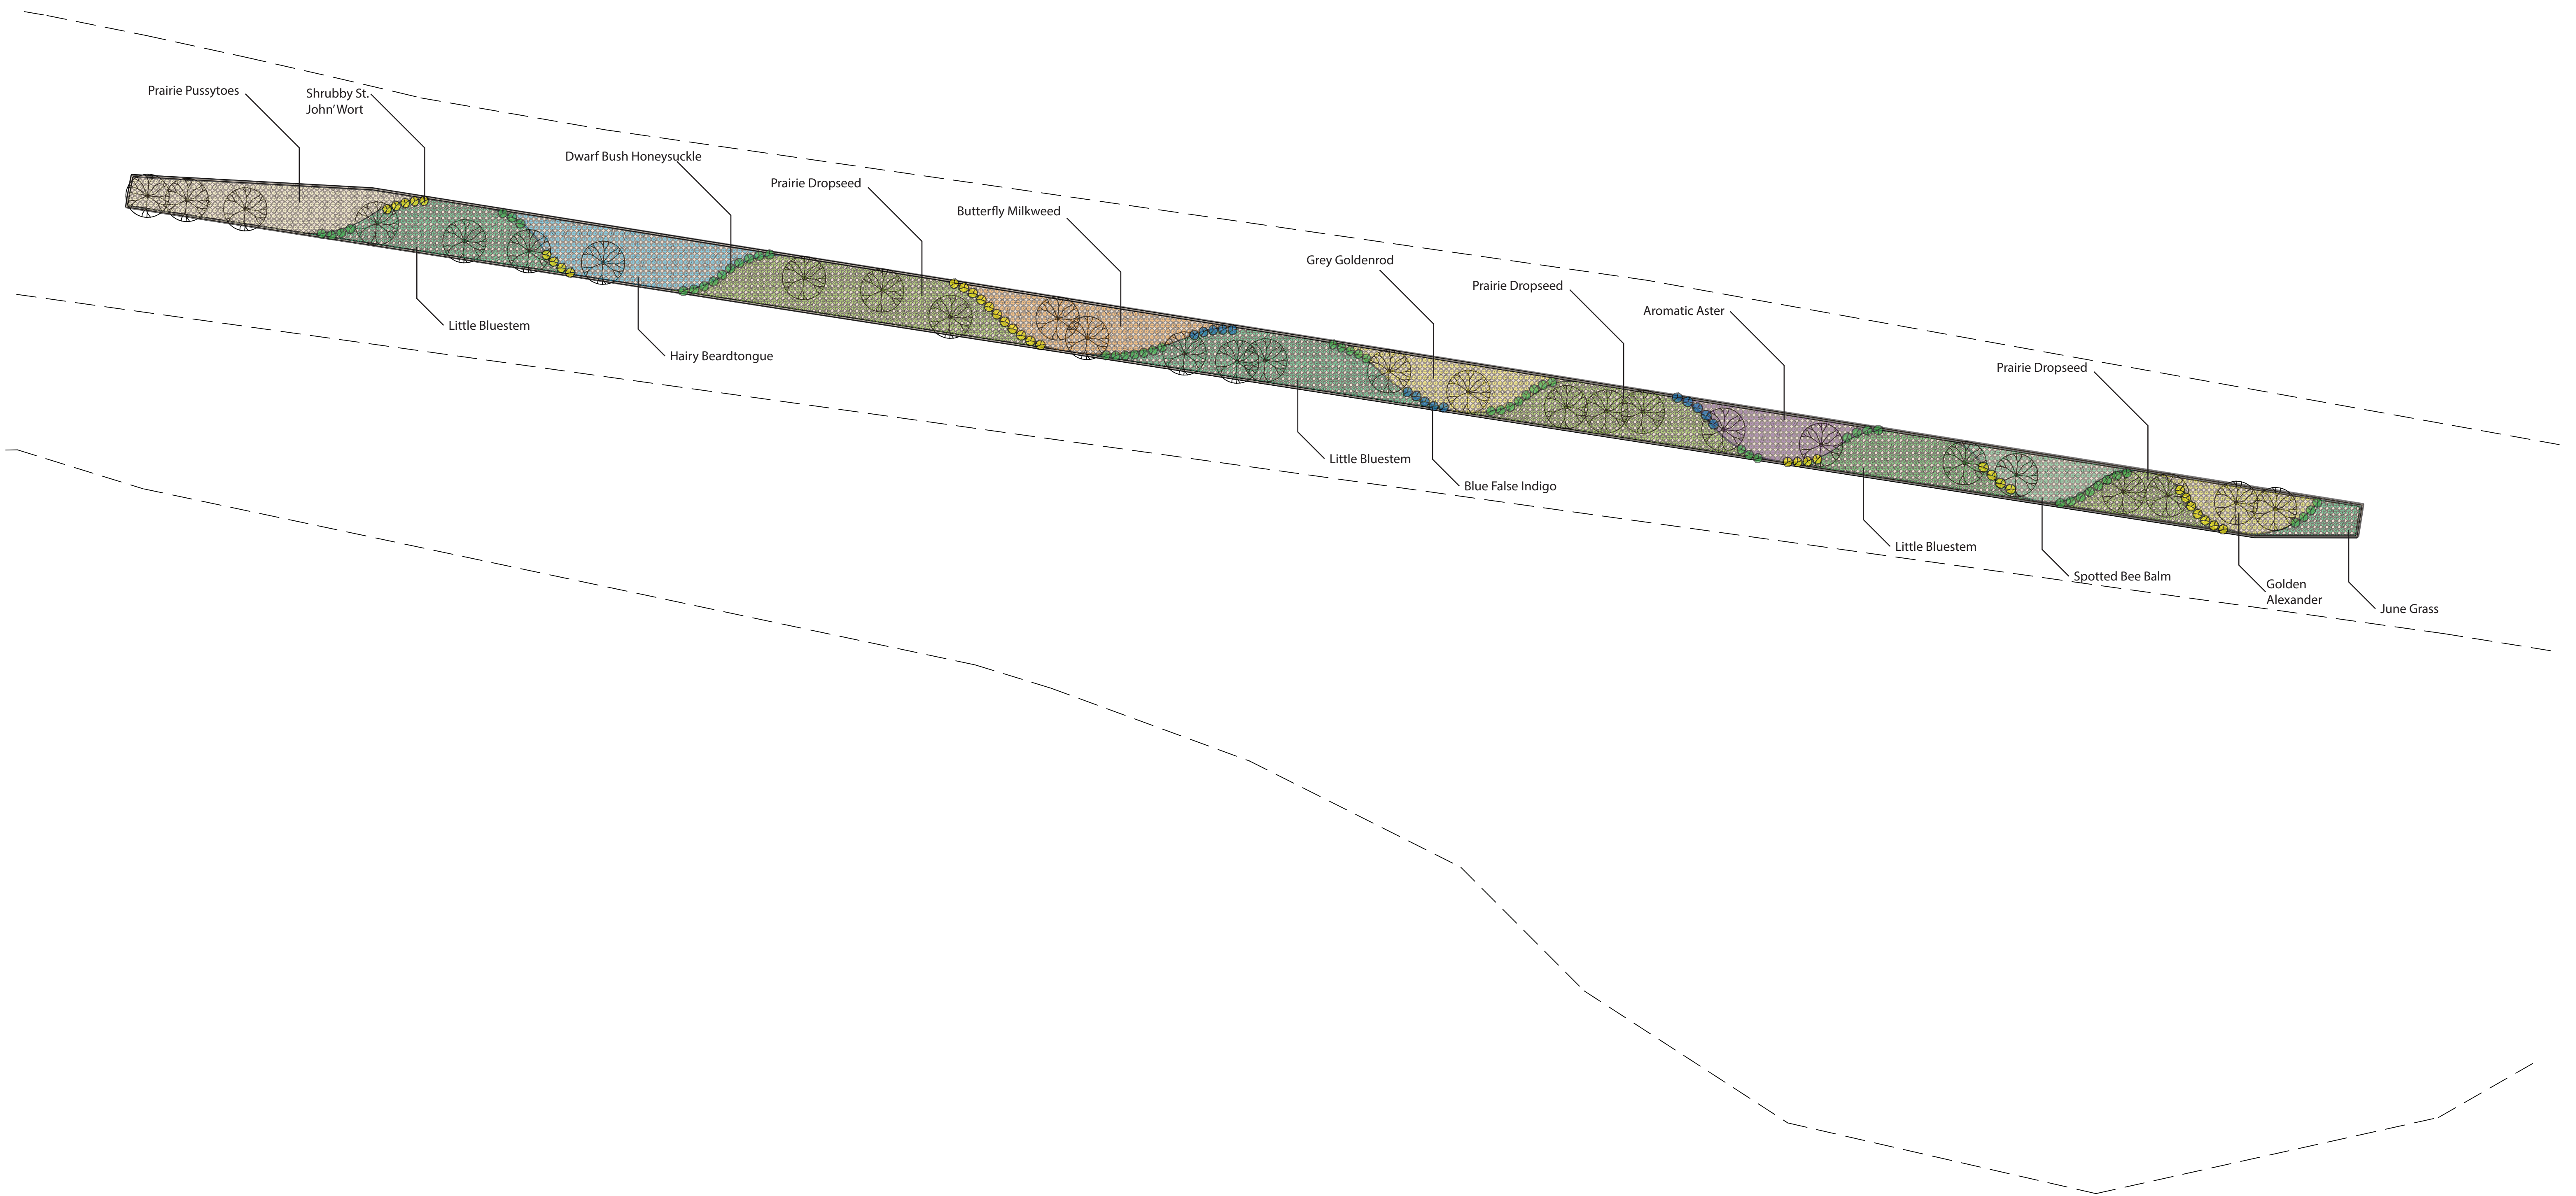 Prairie Pussytoes
Shrubby St.
John'Wort
Dwarf Bush Honeysuckle
Prairie Dropseed
Butterfly Milkweed
Grey Goldenrod
Prairie Dropseed
Aromatic Aster
Prairie Dropseed
Little Bluestem
Hairy Beardtongue
Little Bluestem
Blue False Indigo
Little Bluestem
Spotted Bee Balm
Golden
Alexander
June Grass